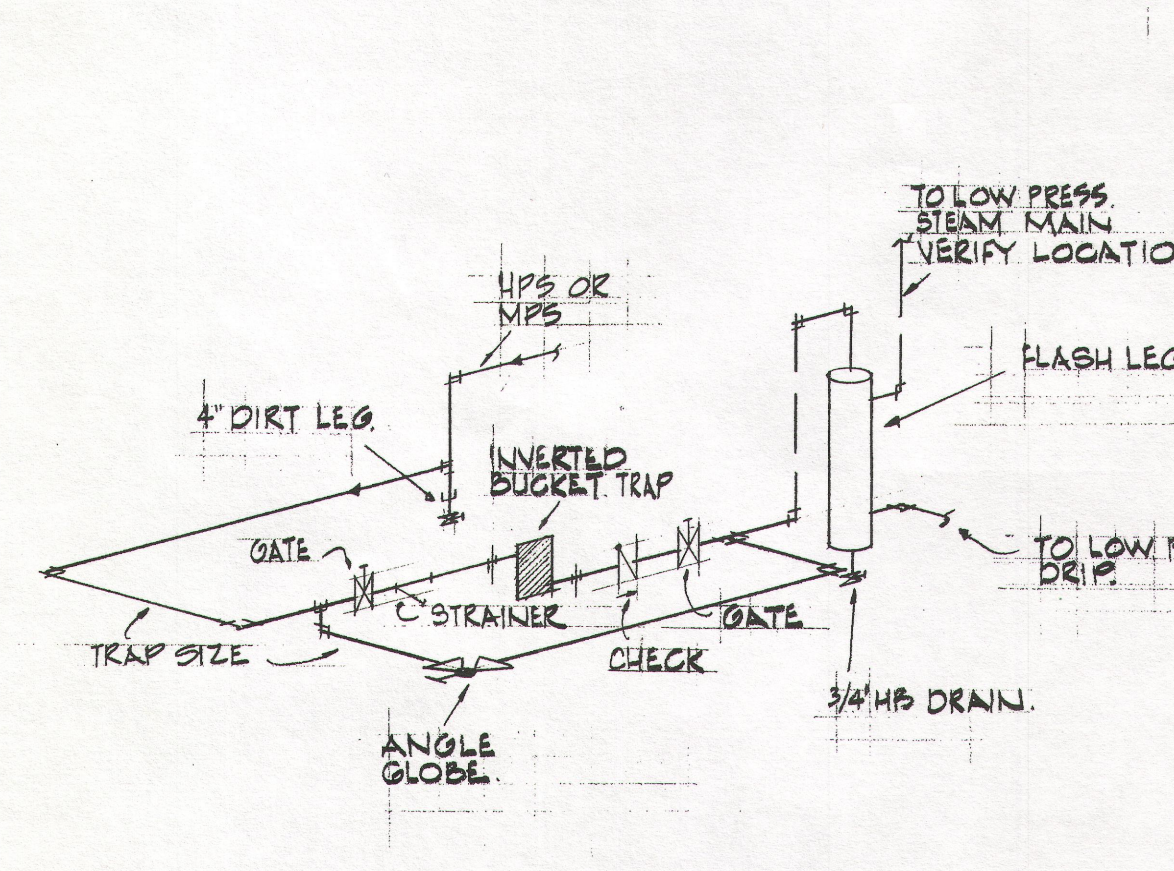 TO LOW PRESS.
STEAM MAIN
VERIFY LOCATIO
HPS OR
MPS
FLASH LEG
4" DIRT LEG.
INVERTED
BUCKET TRAP
GATE
TO LOW
DRIP.
STRAINER
GATE
TRAP SIZE
CHECK
3/4" HB DRAIN.
ANGLE
GLOBE.